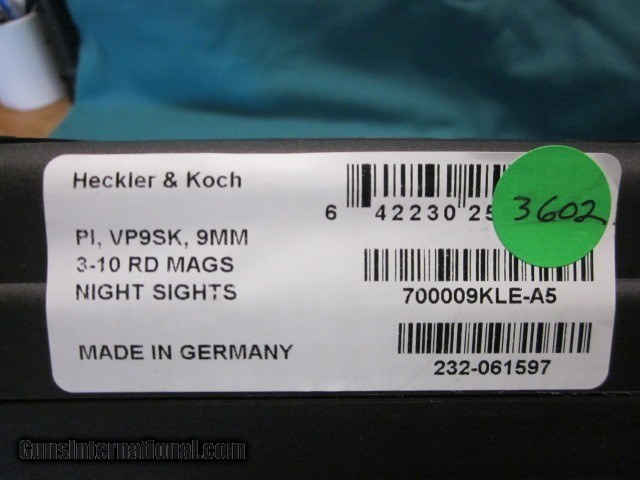 Heckler & Koch
6 42230 25
3602
PI, VP9SK, 9MM
3-10 RD MAGS
NIGHT SIGHTS
700009KLE-A5
MADE IN GERMANY
232-061597
GunsInternational.com